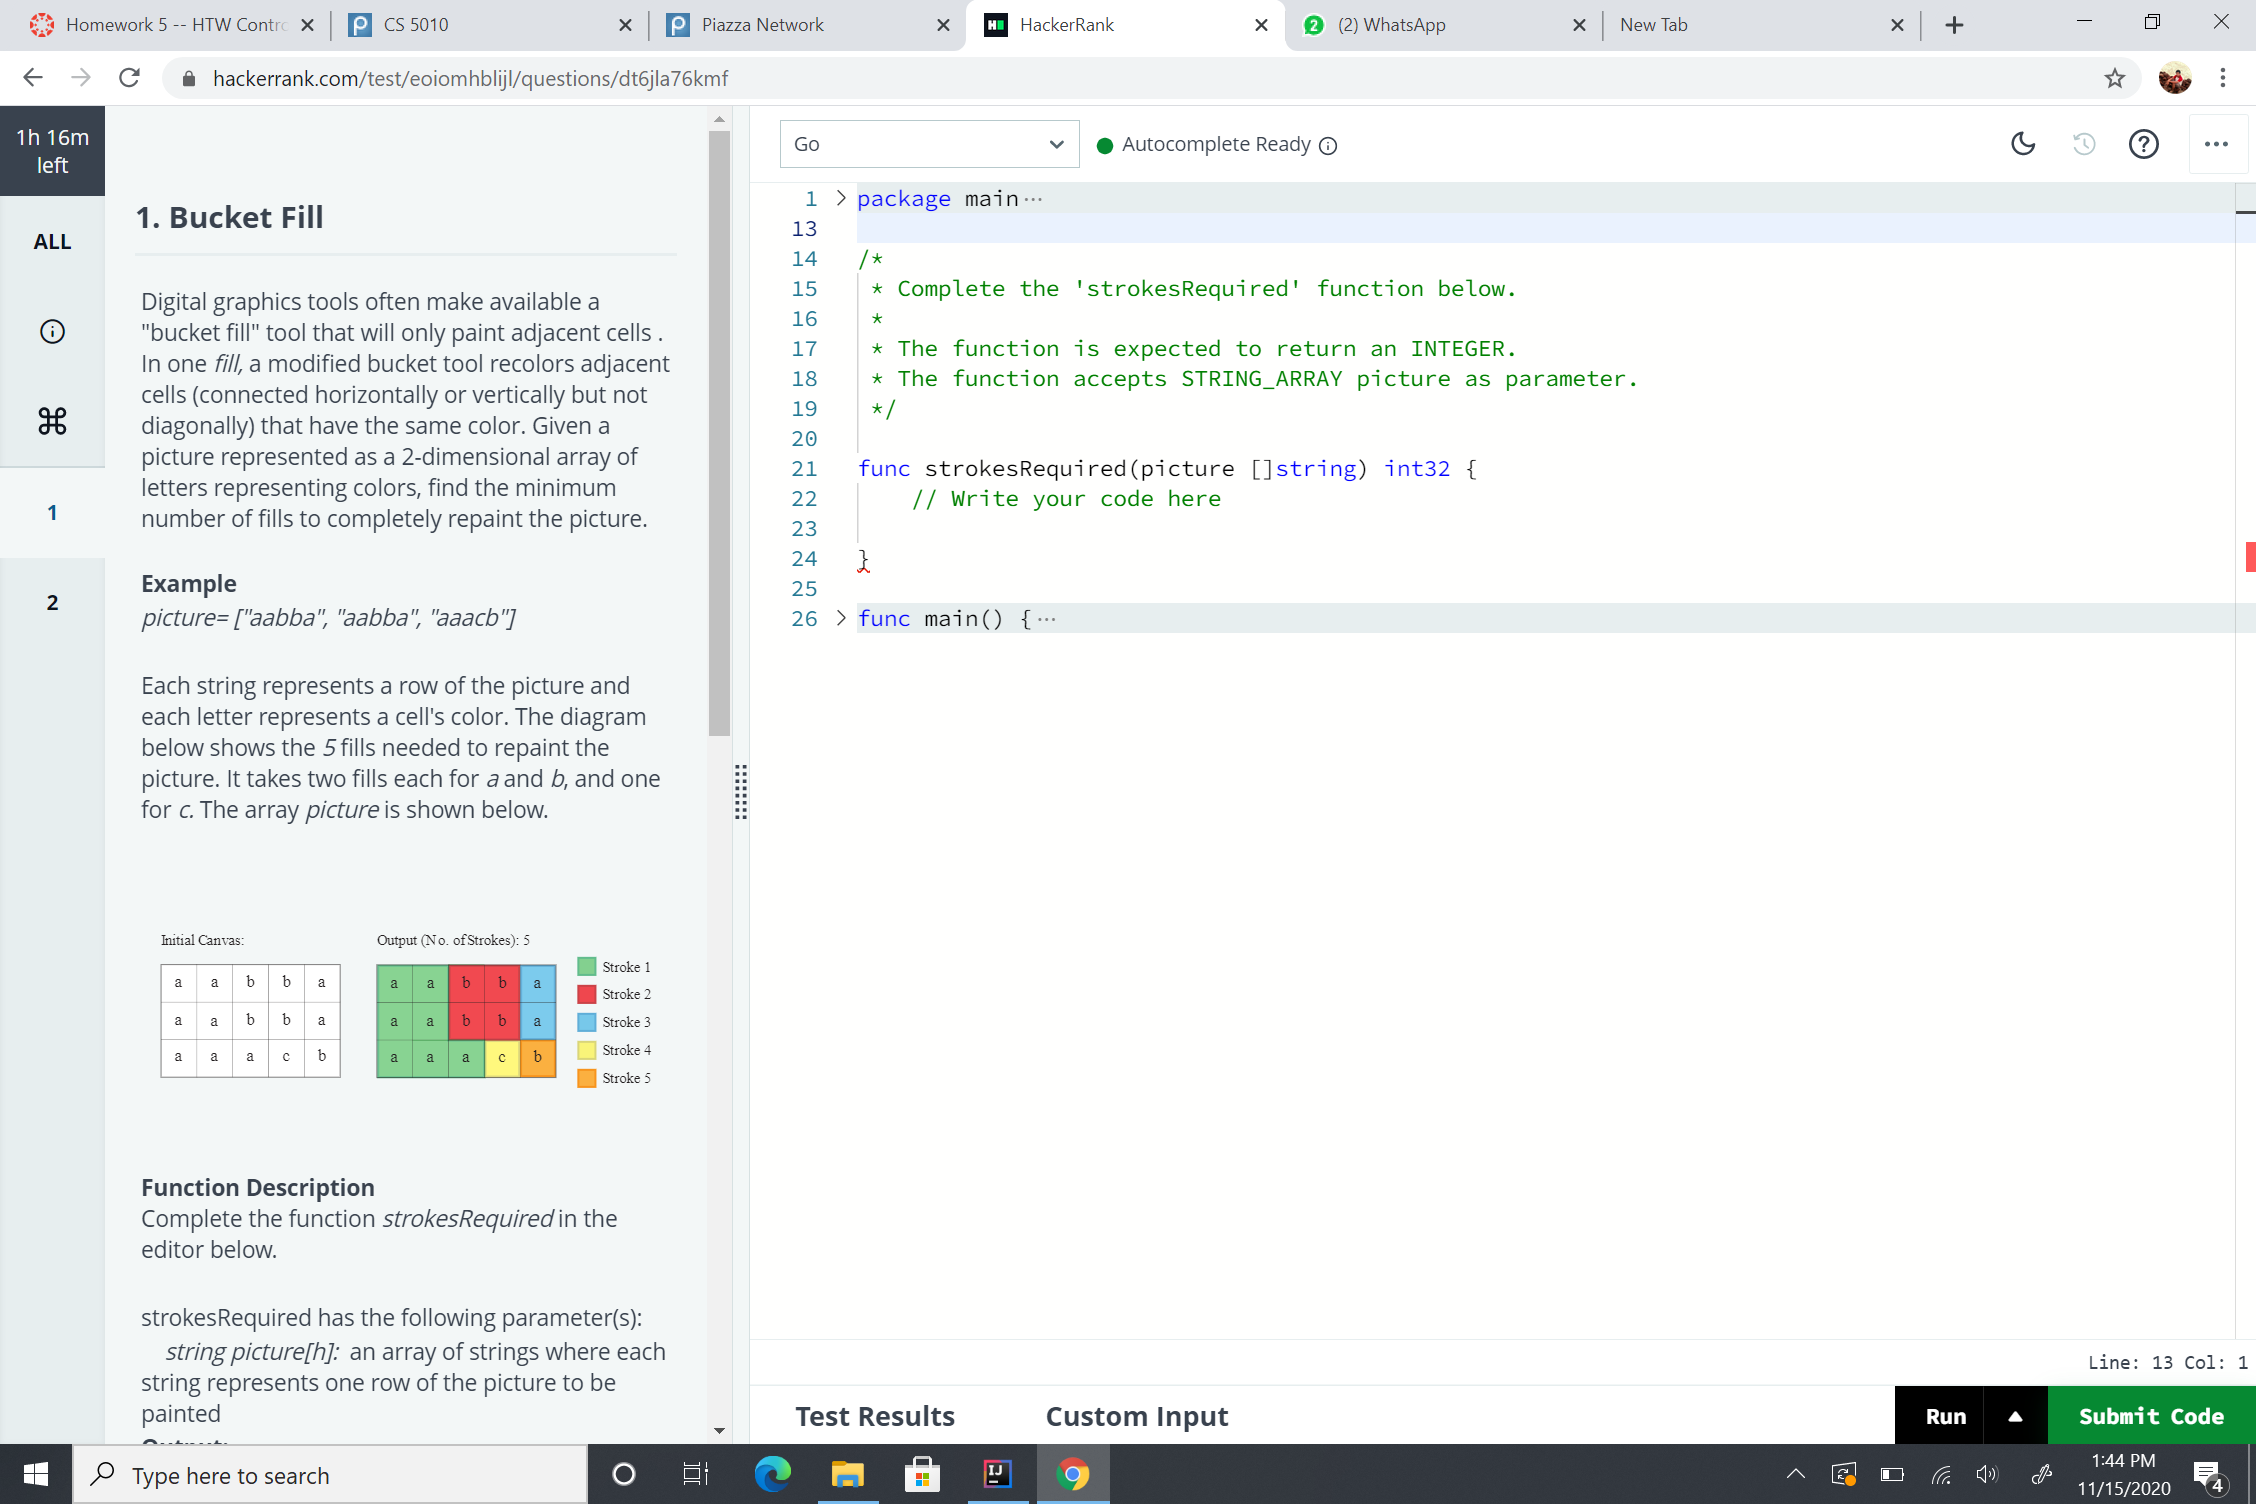 Homework 5 -- HTW Contro
CS 5010
Piazza Network
HackerRank
2 (2) WhatsApp
New Tab
hackerrank.com/test/eoiomhblijl/questions/dt6jla76kmf
1h 16m
left
ALL
1
2
1. Bucket Fill
Digital graphics tools often make available a
"bucket fill" tool that will only paint adjacent cells .
In one fill, a modified bucket tool recolors adjacent
cells (connected horizontally or vertically but not
diagonally) that have the same color. Given a
picture represented as a 2-dimensional array of
letters representing colors, find the minimum
number of fills to completely repaint the picture.
Example
picture= ["aabba", "aabba", "aaacb"]
Each string represents a row of the picture and
each letter represents a cell's color. The diagram
below shows the 5 fills needed to repaint the
picture. It takes two fills each for a and b, and one
for c. The array picture is shown below.
Initial Canvas:
a a b b a
a a b b a
a a a c b
Output (No. of Strokes): 5
a a b b a
a a b b a
a a a c b
Stroke 1
Stroke 2
Stroke 3
Stroke 4
Stroke 5
Function Description
Complete the function strokesRequired in the
editor below.
strokesRequired has the following parameter(s):
string picture[h]: an array of strings where each
string represents one row of the picture to be
painted
Go
Autocomplete Ready
1 > package main ···
13
14 /*
15 * Complete the 'strokesRequired' function below.
16 *
17 * The function is expected to return an INTEGER.
18 * The function accepts STRING_ARRAY picture as parameter.
19 */
20
21 func strokesRequired(picture []string) int32 {
22 // Write your code here
23
24 }
25
26 > func main() { ···
Line: 13 Col: 1
Test Results
Custom Input
Run
Submit Code
Type here to search
IJ
1:44 PM
11/15/2020
4